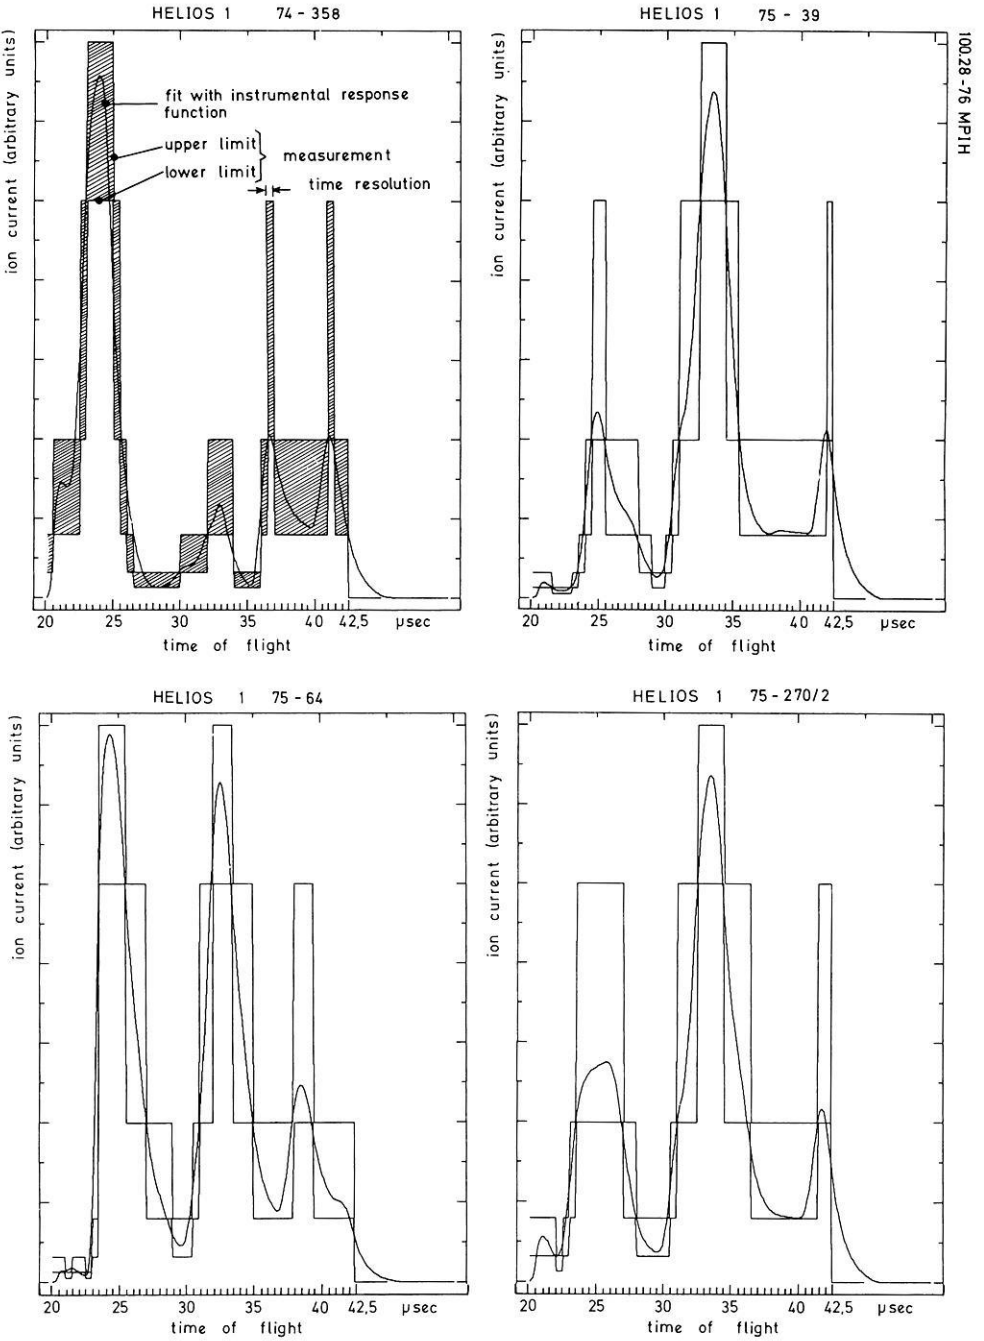 HELIOS 1 74-358
ion current (arbitrary units)
fit with instrumental response
function
upper limit
lower limit
measurement
time resolution
20 25 30 35 40 42,5 μsec
time of flight
HELIOS 1 75-39
ion current (arbitrary units)
20 25 30 35 40 42,5 μsec
time of flight
100.28-76 MPIH
HELIOS 1 75-64
ion current (arbitrary units)
20 25 30 35 40 42,5 μsec
time of flight
HELIOS 1 75-270/2
ion current (arbitrary units)
20 25 30 35 40 42,5 μsec
time of flight